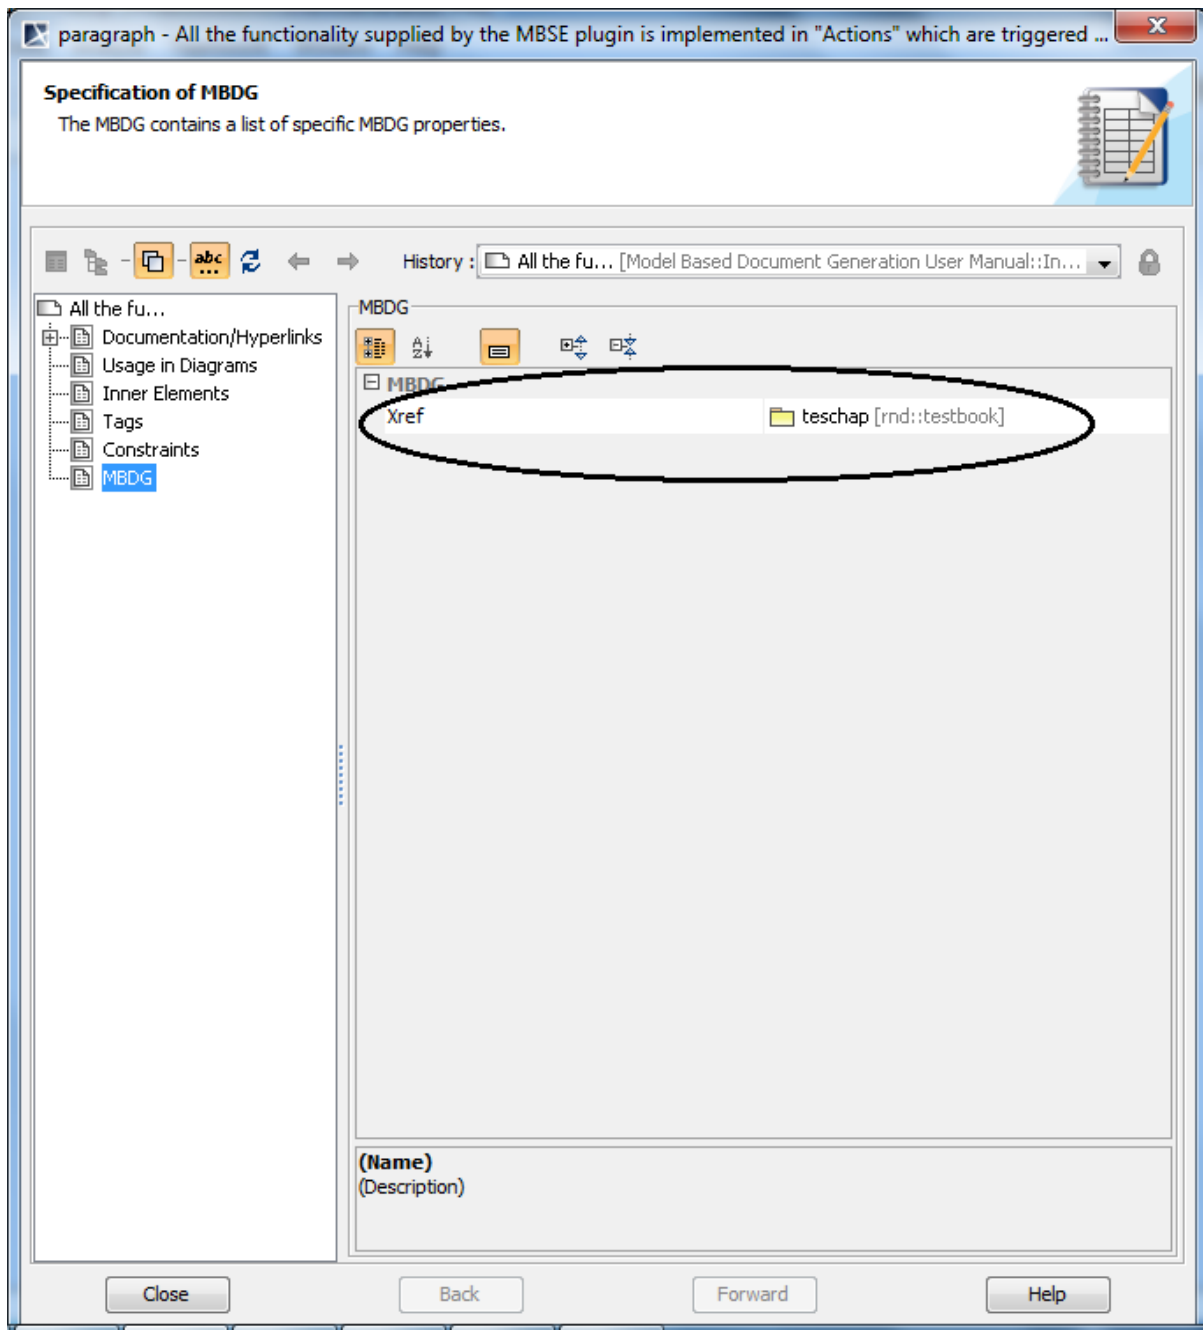 paragraph - All the functionality supplied by the MBSE plugin is implemented in "Actions" which are triggered ...
Specification of MBDG
The MBDG contains a list of specific MBDG properties.
abc
History : All the fu... [Model Based Document Generation User Manual::In...
All the fu...
Documentation/Hyperlinks
Usage in Diagrams
Inner Elements
Tags
Constraints
MBDG
MBDG
A
Z
MBDG
Xref teschap [rnd::testbook]
(Name)
(Description)
Close Back Forward Help